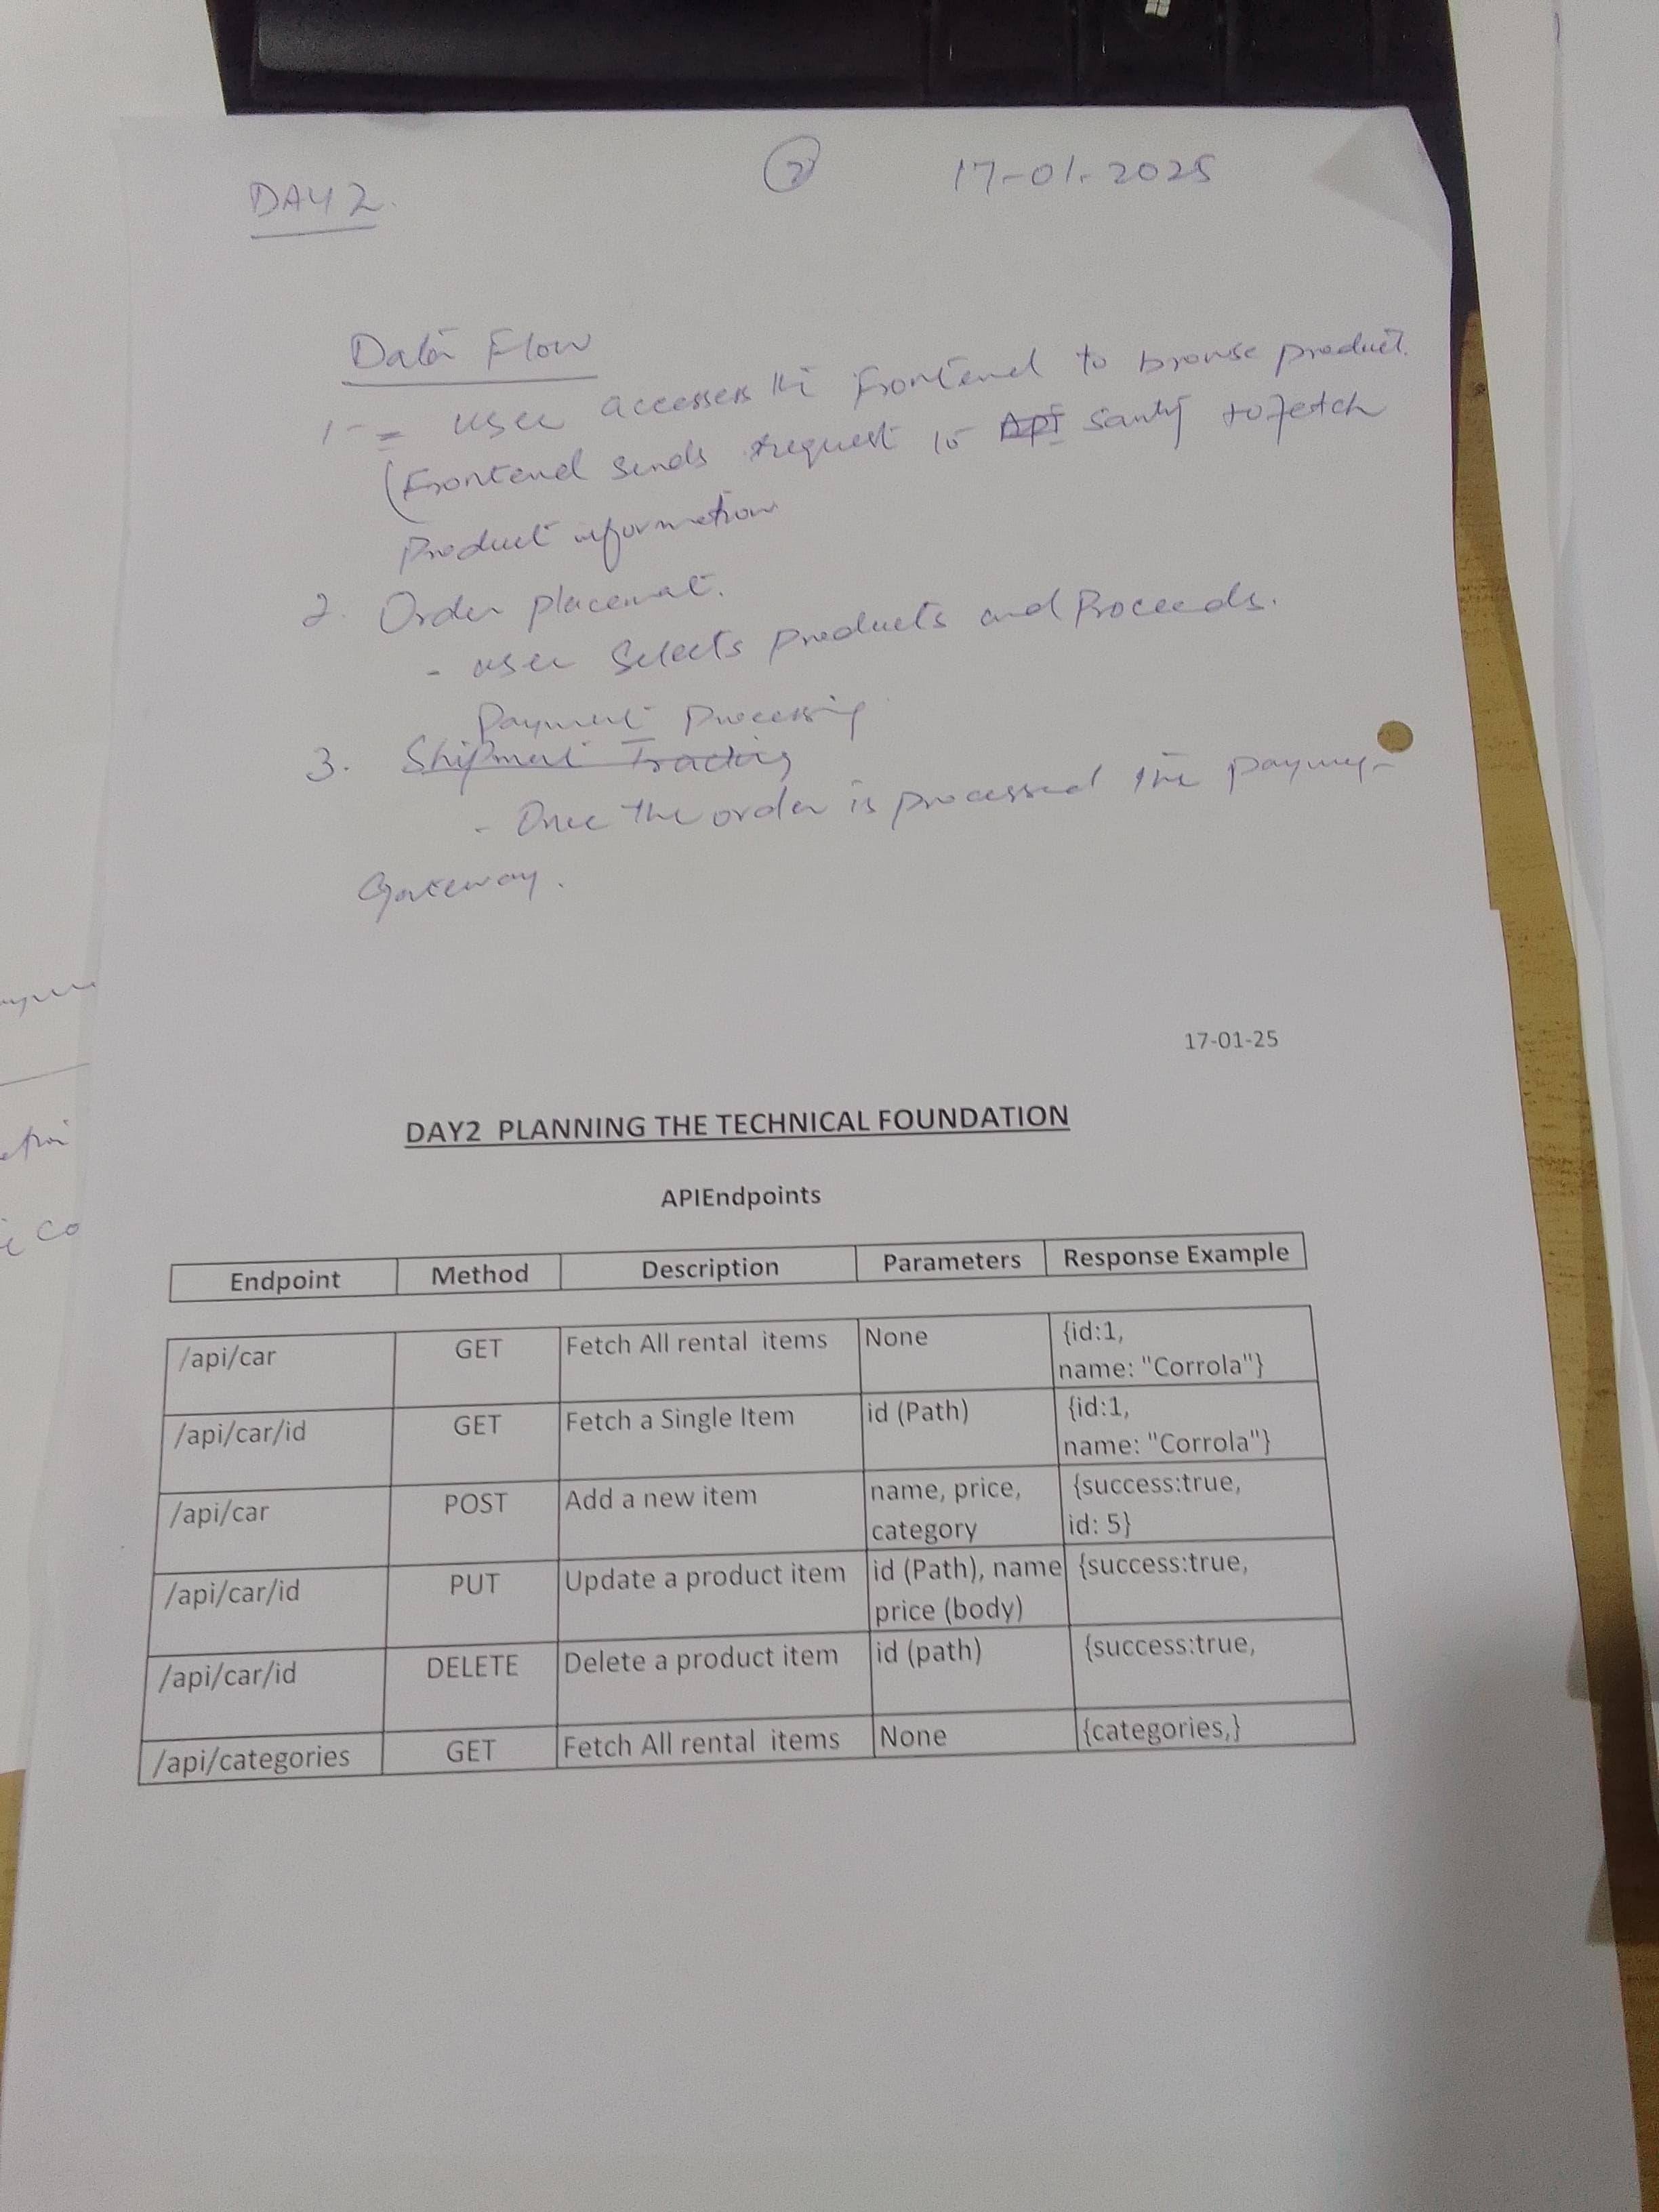 DAY 2.
2
17-01-2025
Data Flow
1- = user accesses the Frontend to browse product.
(Frontend sends request to API sanity to fetch
Product information
2. Order placemat.
- user Selects products and Proceeds.
Payment processing
3. Shipment Tracking
- Once the order is processed the payment
Gateway.
17-01-25
DAY2 PLANNING THE TECHNICAL FOUNDATION
APIEndpoints
Endpoint Method Description Parameters Response Example
/api/car GET Fetch All rental items None {id:1,
name: "Corrola"}
/api/car/id GET Fetch a Single Item id (Path) {id:1,
name: "Corrola"}
/api/car POST Add a new item name, price, {success:true,
category id: 5}
/api/car/id PUT Update a product item id (Path), name {success:true,
price (body)
/api/car/id DELETE Delete a product item id (path) {success:true,
/api/categories GET Fetch All rental items None {categories,}